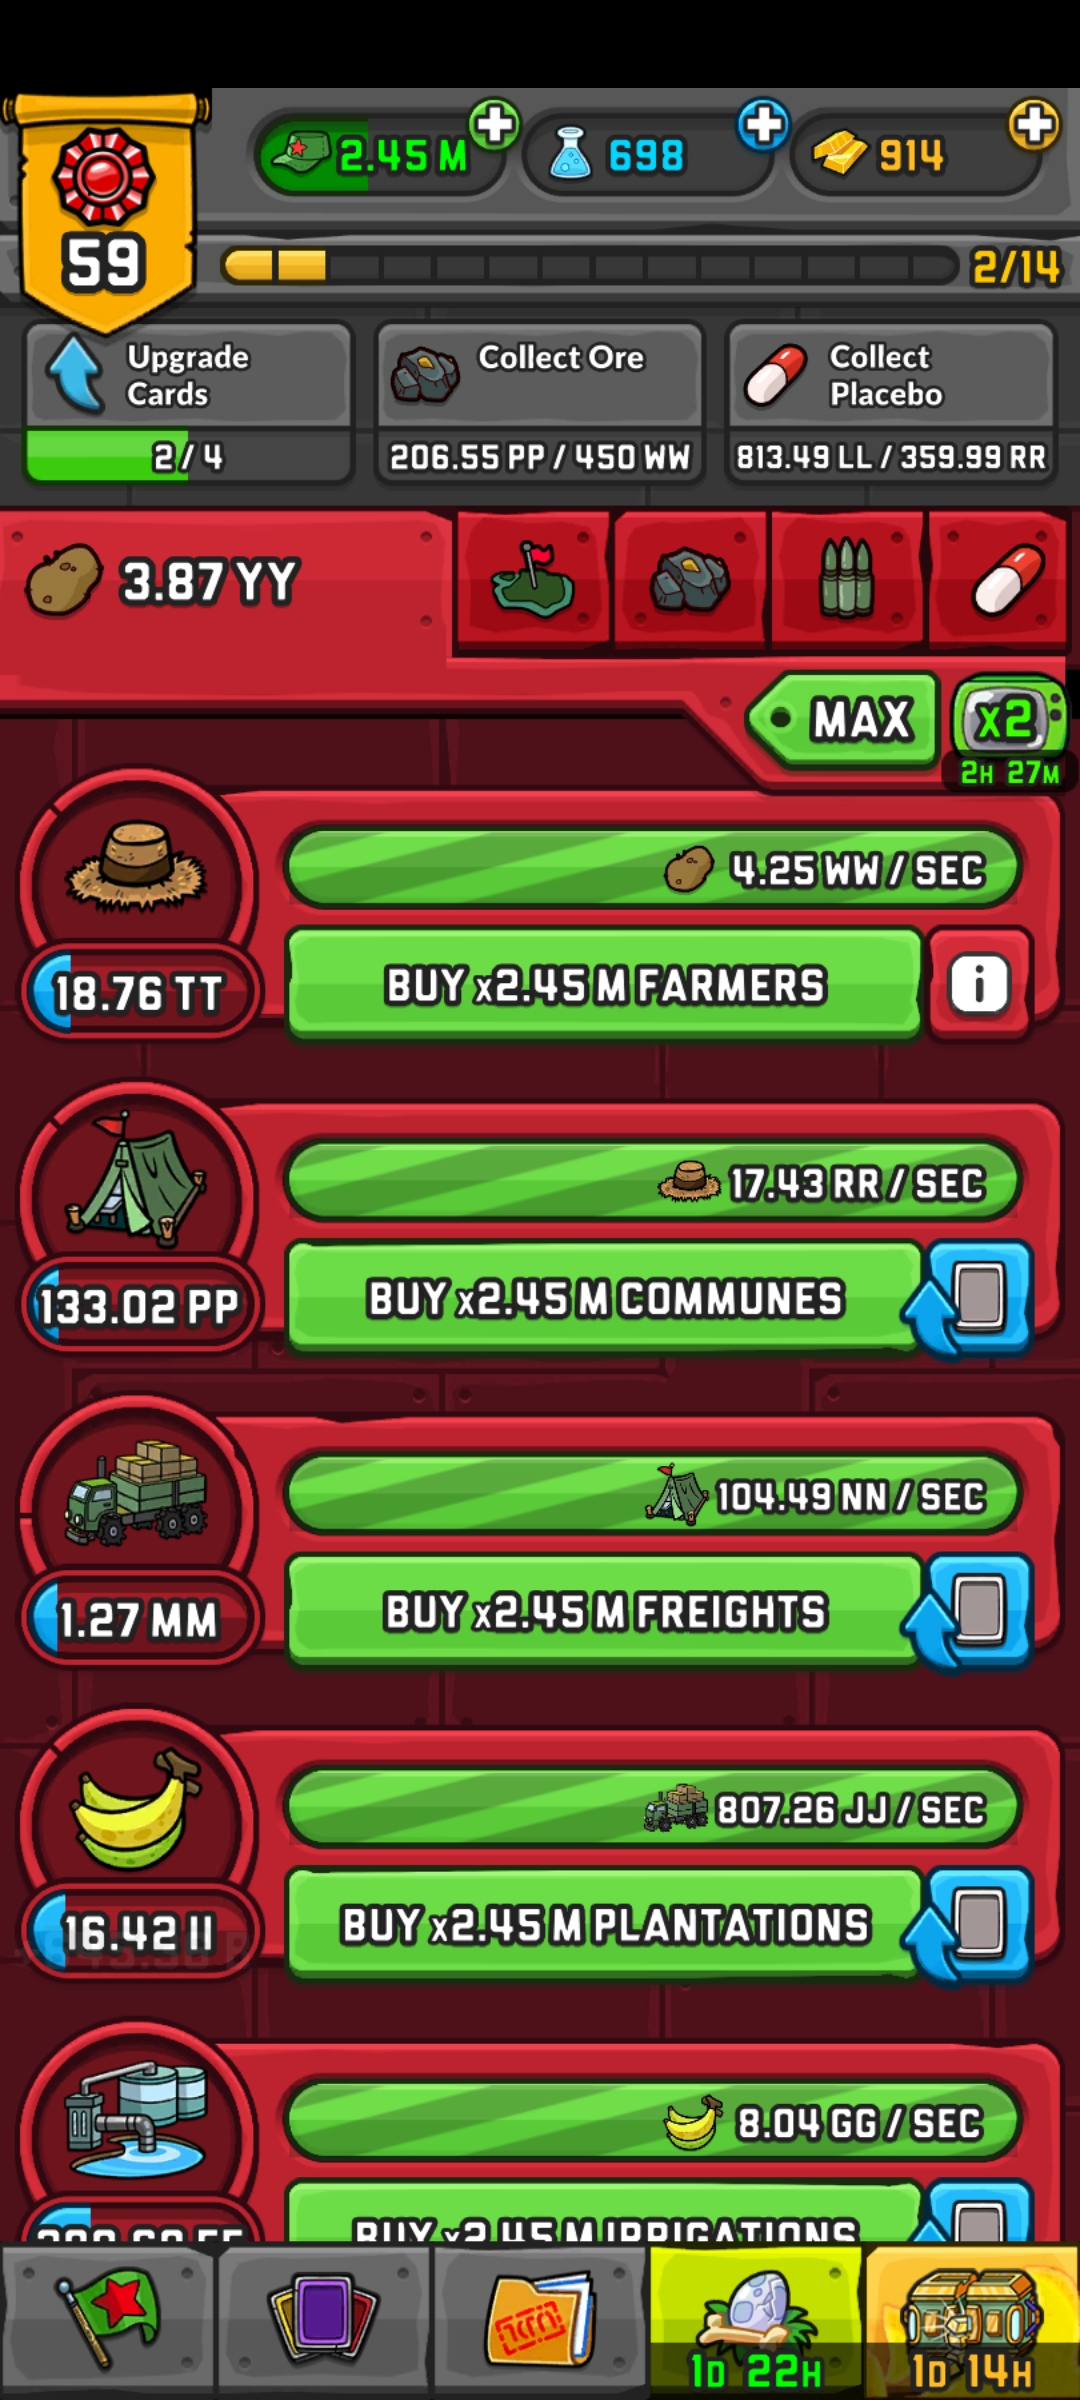 2.45 M
698
914
59
2/14
Upgrade
Cards
2/4
Collect Ore
206.55 PP / 450 WW
Collect
Placebo
813.49 LL / 359.99 RR
3.87 YY
MAX
x2
2H 27M
4.25 WW / SEC
18.76 TT
BUY x2.45 M FARMERS
i
17.43 RR / SEC
133.02 PP
BUY x2.45 M COMMUNES
104.49 NN / SEC
1.27 MM
BUY x2.45 M FREIGHTS
807.26 JJ / SEC
16.42 II
BUY x2.45 M PLANTATIONS
8.04 GG / SEC
BUY x2.45 M IRRIGATIONS
1D 22H
1D 14H